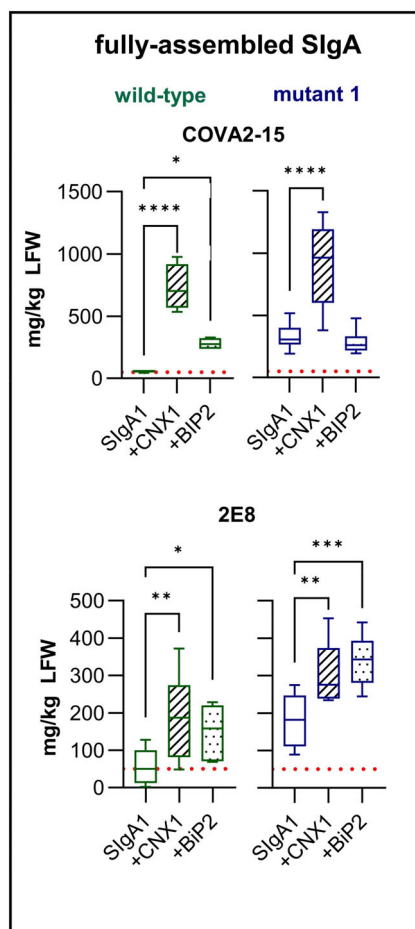 fully-assembled SIgA
wild-type mutant 1
COVA2-15
mg/kg LFW
1500
1000
500
0
*
****
****
SIgA1
+CNX1
+BIP2
SIgA1
+CNX1
+BIP2
2E8
mg/kg LFW
500
400
300
200
100
0
*
**
***
**
SIgA1
+CNX1
+BiP2
SIgA1
+CNX1
+BiP2